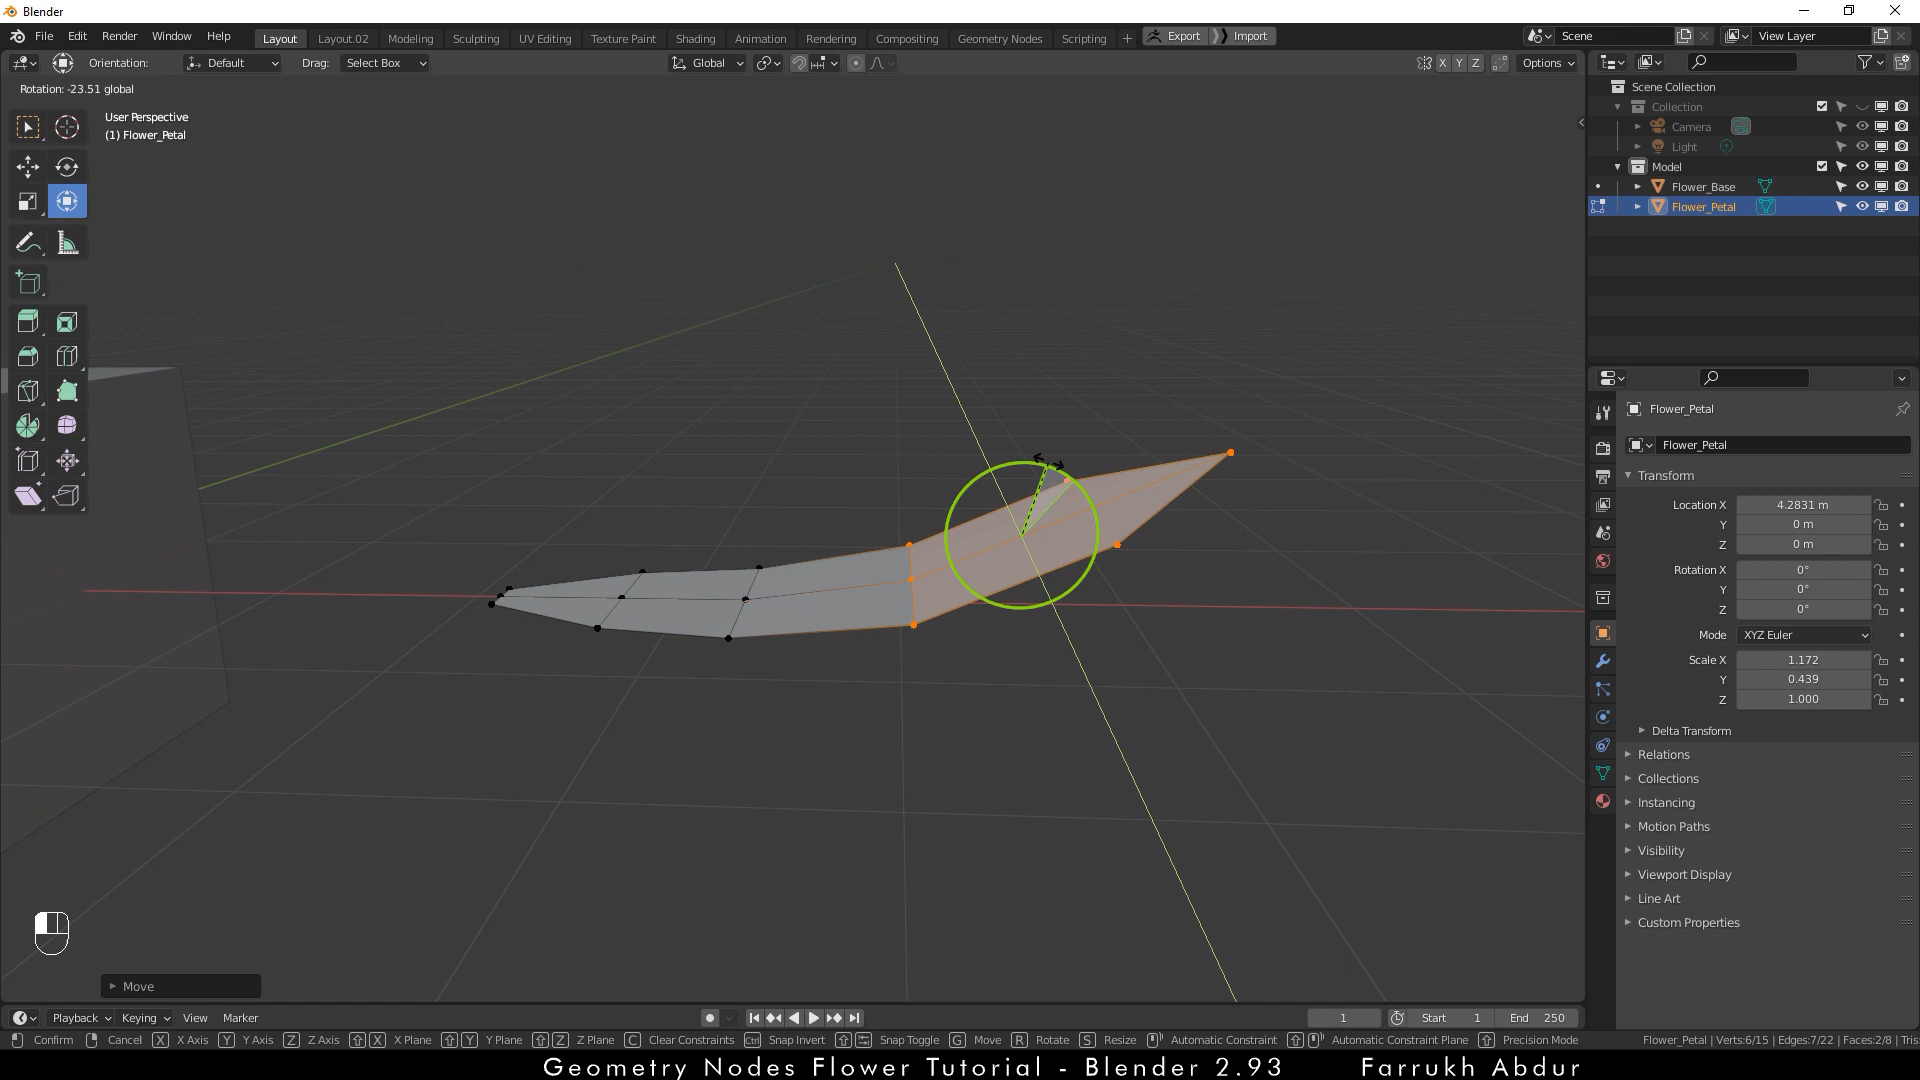 Blender
File Edit Render Window Help Layout Layout.02 Modeling Sculpting UV Editing Texture Paint Shading Animation Rendering Compositing Geometry Nodes Scripting + Export Import Scene View Layer
Orientation: Default Drag: Select Box Global X Y Z Options
Rotation: -23.51 global
User Perspective
(1) Flower_Petal
Scene Collection
Collection
Camera
Light
Model
Flower_Base
Flower_Petal
Flower_Petal
Flower_Petal
Transform
Location X 4.2831 m
Y 0 m
Z 0 m
Rotation X 0°
Y 0°
Z 0°
Mode XYZ Euler
Scale X 1.172
Y 0.439
Z 1.000
Delta Transform
Relations
Collections
Instancing
Motion Paths
Visibility
Viewport Display
Line Art
Custom Properties
Move
Playback Keying View Marker 1 Start 1 End 250
Confirm Cancel X X Axis Y Y Axis Z Z Axis X X Plane Y Y Plane Z Z Plane C Clear Constraints Ctrl Snap Invert Snap Toggle G Move R Rotate S Resize Automatic Constraint Automatic Constraint Plane Precision Mode Flower_Petal | Verts:6/15 | Edges:7/22 | Faces:2/8 | Tris:
Geometry Nodes Flower Tutorial - Blender 2.93 Farrukh Abdur